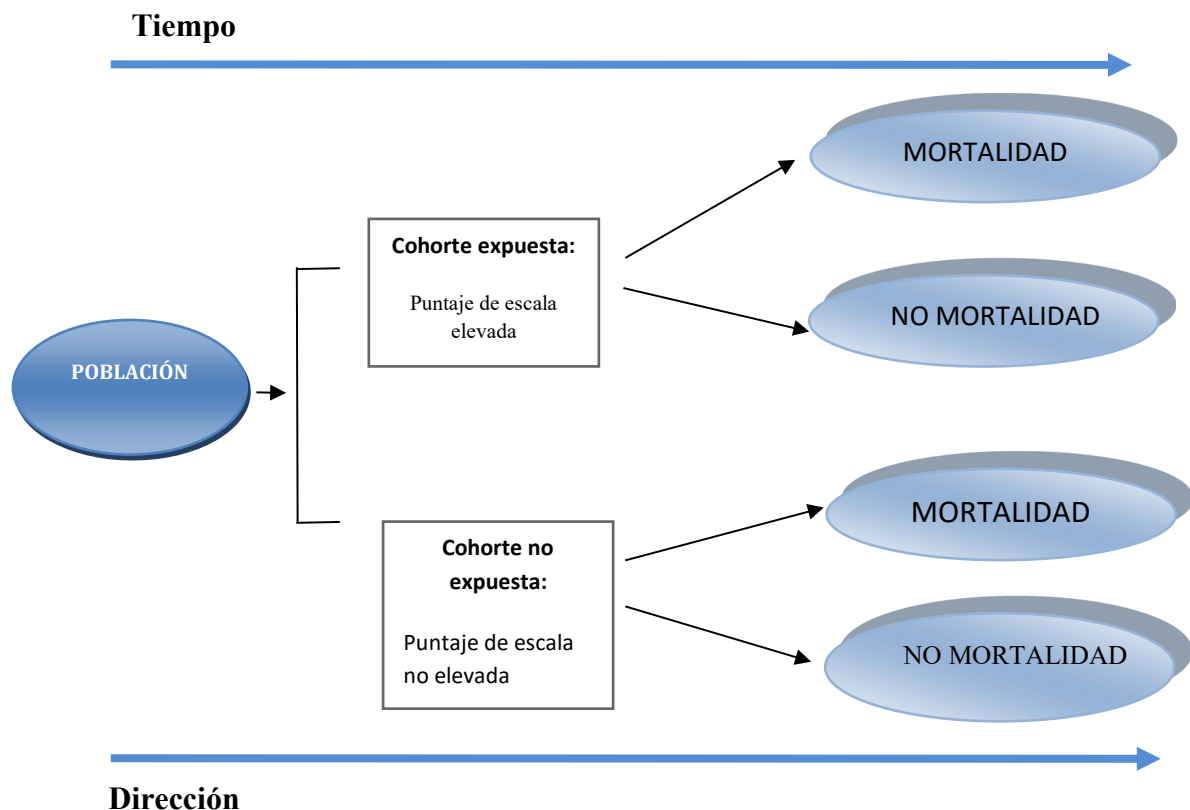 Tiempo
MORTALIDAD
Cohorte expuesta:
Puntaje de escala
elevada
NO MORTALIDAD
POBLACIÓN
MORTALIDAD
Cohorte no
expuesta:
Puntaje de escala
no elevada
NO MORTALIDAD
Dirección